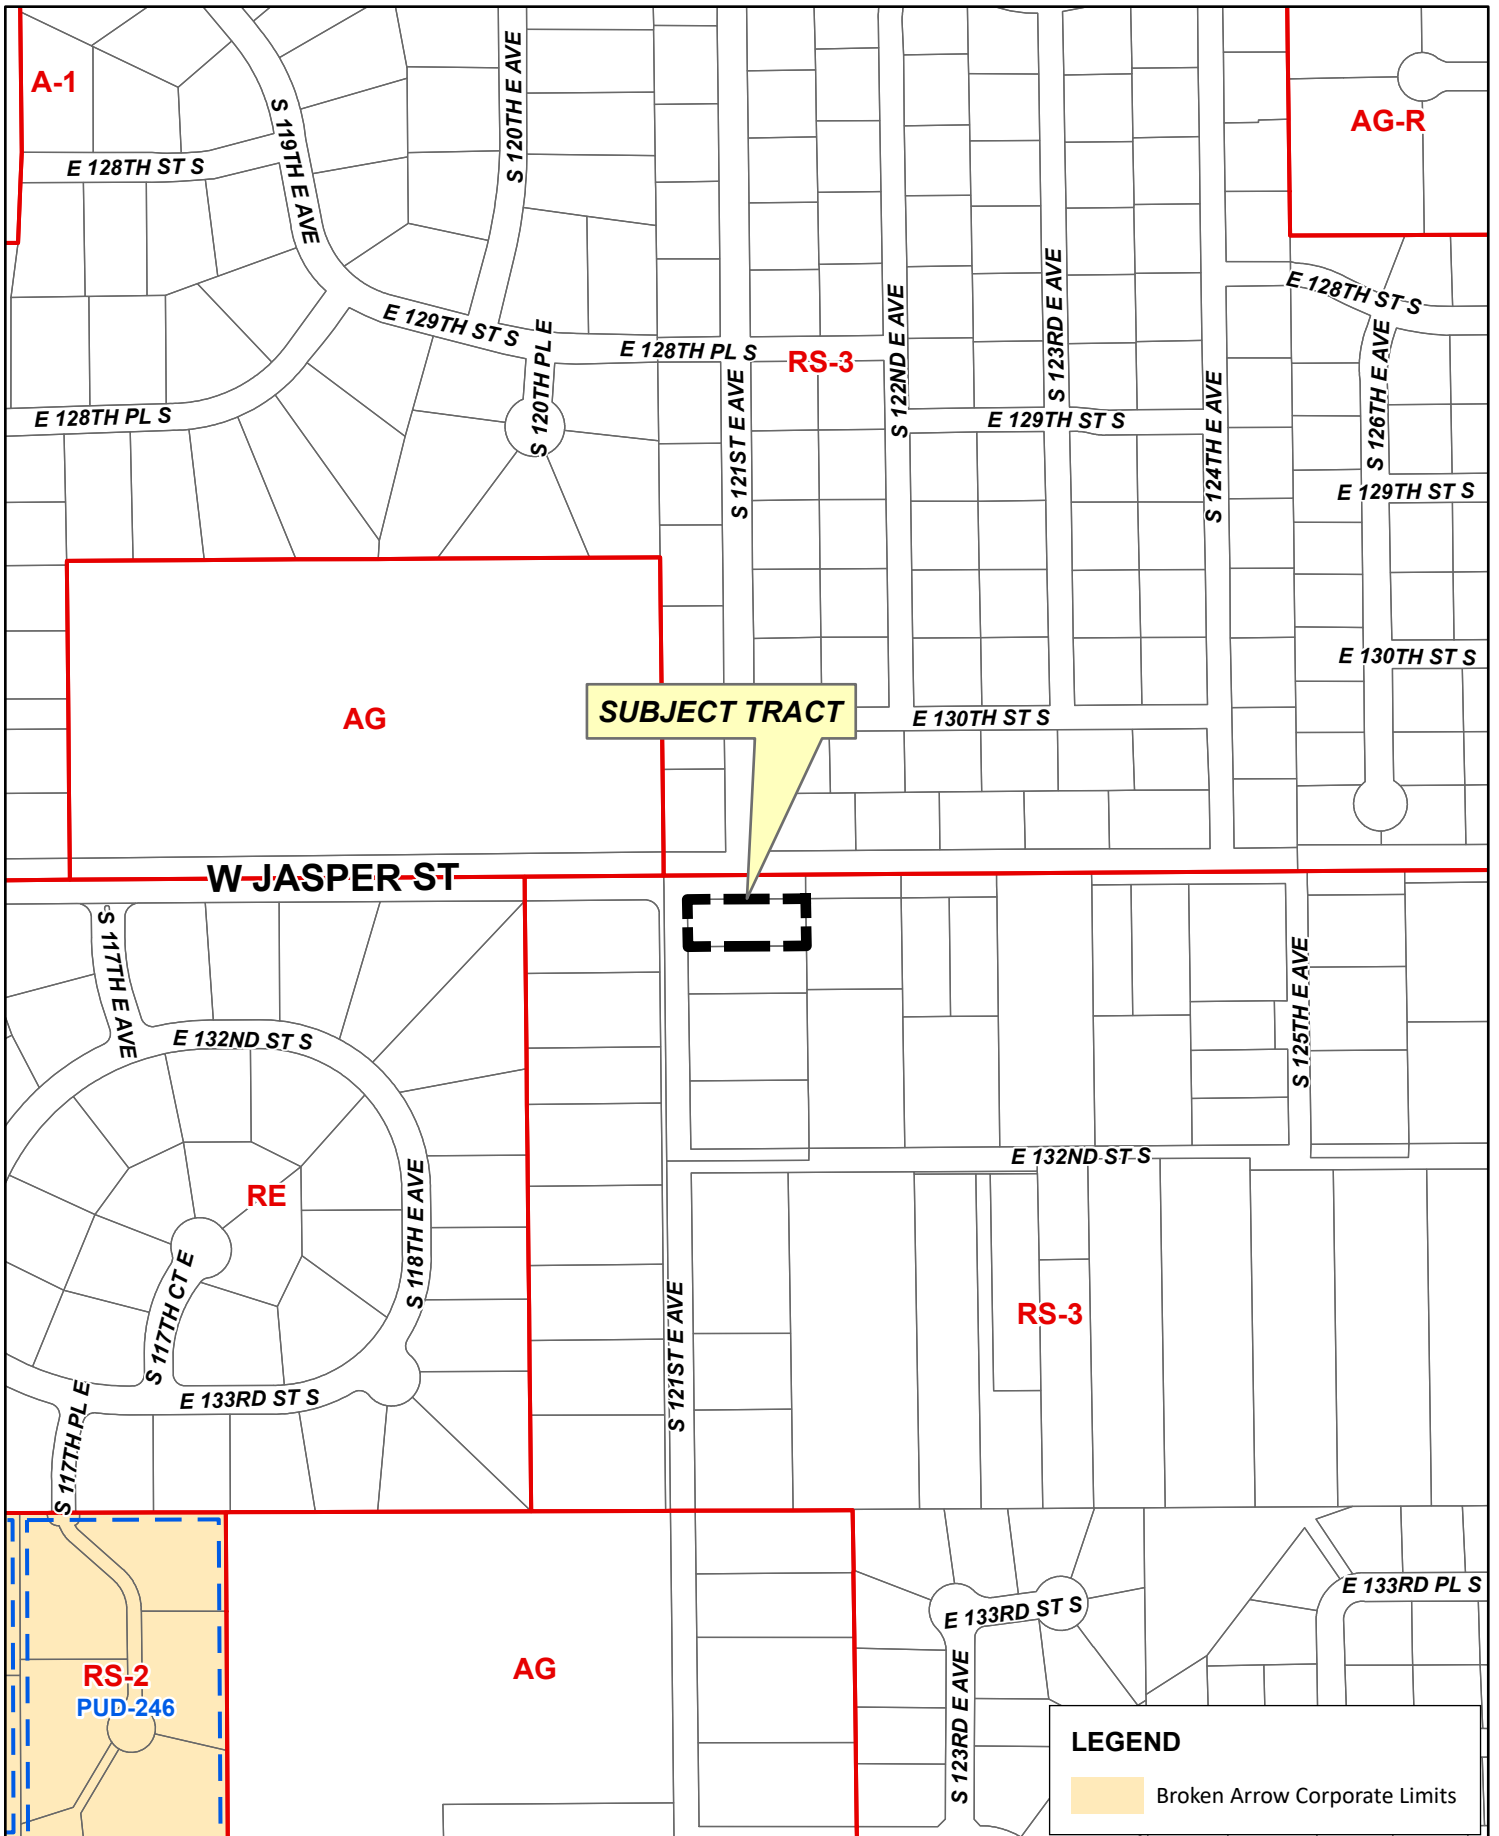 A-1
S 119TH E AVE
S 120TH E AVE
AG-R
E 128TH ST S
E 128TH ST S
S 122ND E AVE
S 123RD E AVE
E 129TH ST S
S 120TH PL E
E 128TH PL S
RS-3
S 126TH E AVE
E 128TH PL S
S 121ST E AVE
E 129TH ST S
S 124TH E AVE
E 129TH ST S
E 130TH ST S
AG
SUBJECT TRACT
E 130TH ST S
W JASPER ST
S 117TH E AVE
E 132ND ST S
S 125TH E AVE
E 132ND ST S
RE
S 118TH E AVE
S 117TH CT E
S 121ST E AVE
RS-3
E 133RD ST S
S 117TH PL E
E 133RD PL S
E 133RD ST S
RS-2
PUD-246
AG
S 123RD E AVE
LEGEND
Broken Arrow Corporate Limits